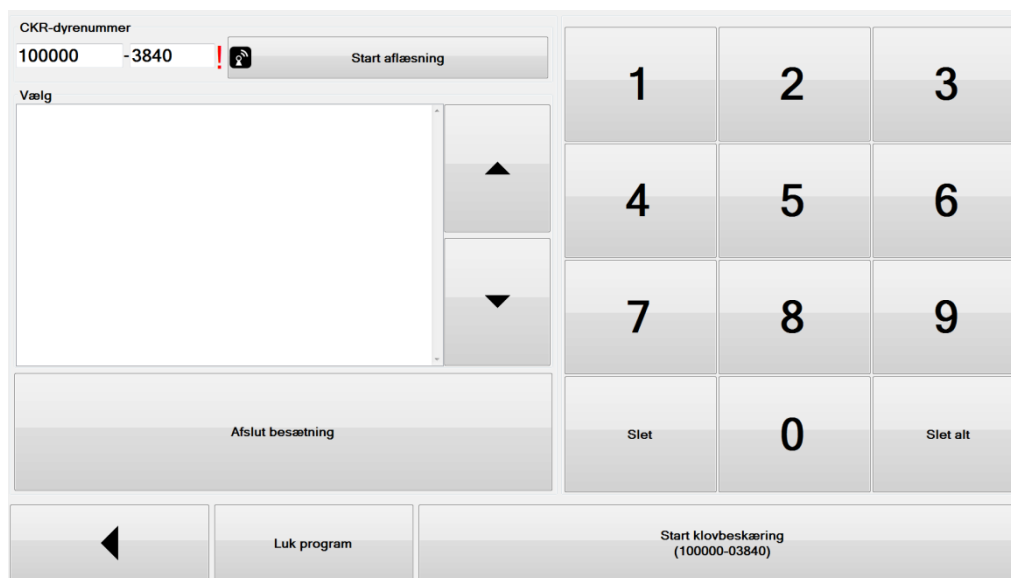 CKR-dyrenummer
100000 -3840 ! Start aflæsning
Vælg
1 2 3
4 5 6
7 8 9
Afslut besætning
Slet 0 Slet alt
Luk program
Start klovbeskæring
(100000-03840)